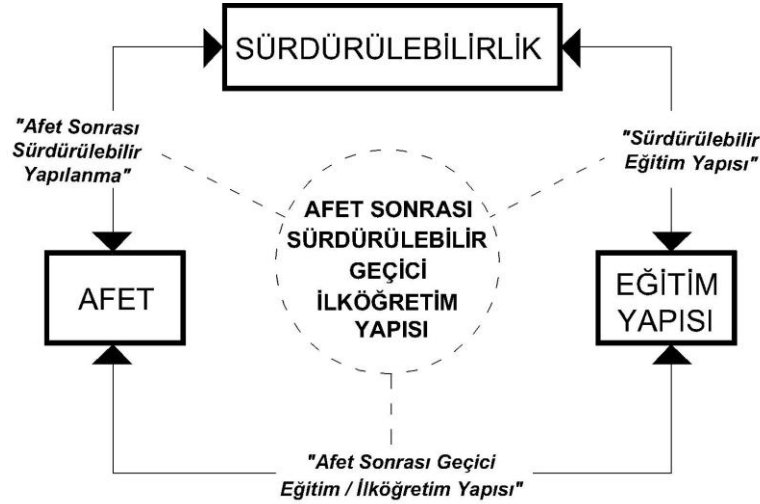 SÜRDÜRÜLEBİLİRLİK
"Afet Sonrası
Sürdürülebilir
Yapılanma"
"Sürdürülebilir
Eğitim Yapısı"
AFET SONRASI
SÜRDÜRÜLEBİLİR
GEÇİCİ
İLKÖĞRETİM
YAPISI
AFET
EĞİTİM
YAPISI
"Afet Sonrası Geçici
Eğitim / İlköğretim Yapısı"